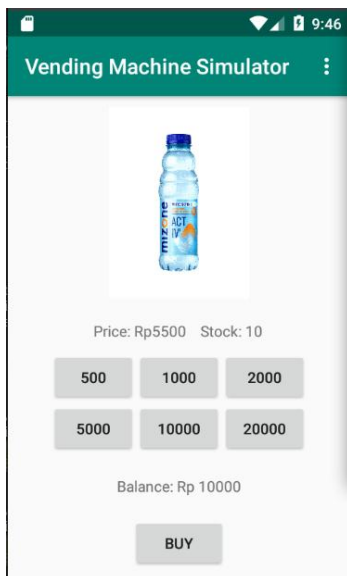 9:46
Vending Machine Simulator
mizone
ACT
IV
Price: Rp5500 Stock: 10
500 1000 2000
5000 10000 20000
Balance: Rp 10000
BUY